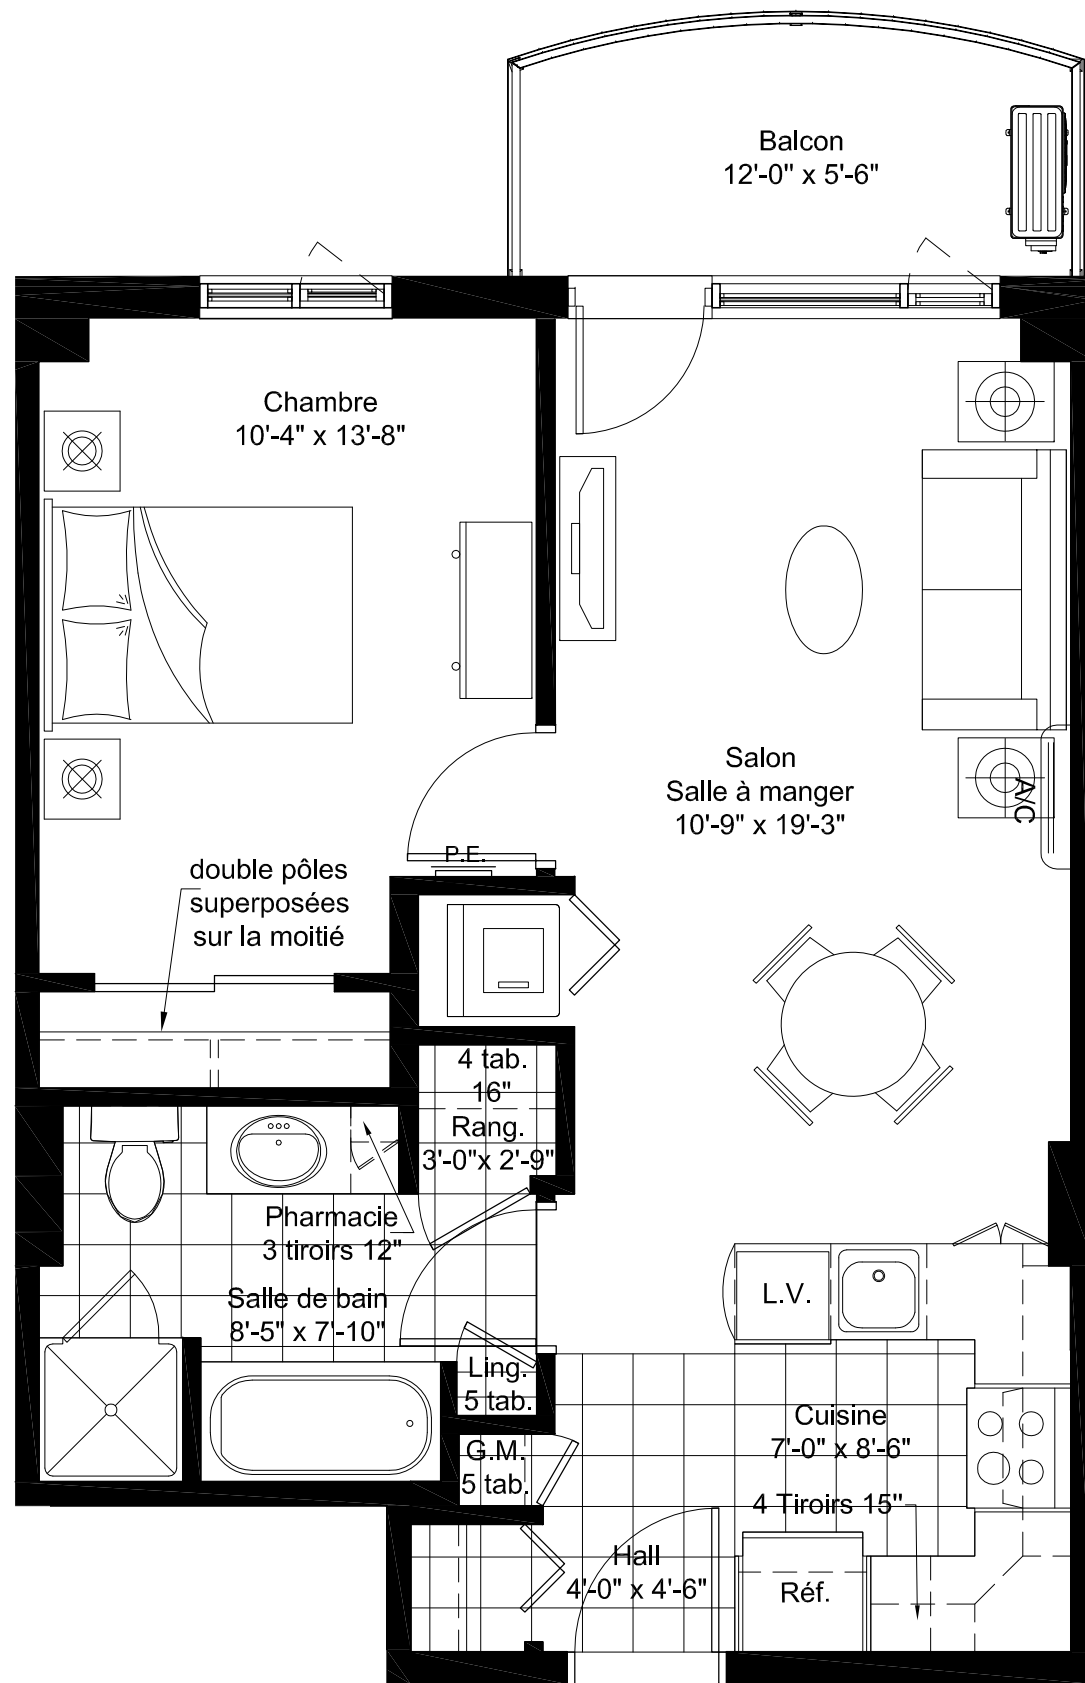 Balcon
12'-0" x 5'-6"
Chambre
10'-4" x 13'-8"
Salon
Salle à manger
10'-9" x 19'-3"
A/C
P.E.
double pôles
superposées
sur la moitié
4 tab.
16"
Rang.
3'-0"x 2'-9"
Pharmacie
3 tiroirs 12"
Salle de bain
8'-5" x 7'-10"
L.V.
Ling.
5 tab.
Cuisine
7'-0" x 8'-6"
G.M.
5 tab.
4 Tiroirs 15"
Hall
4'-0" x 4'-6"
Réf.